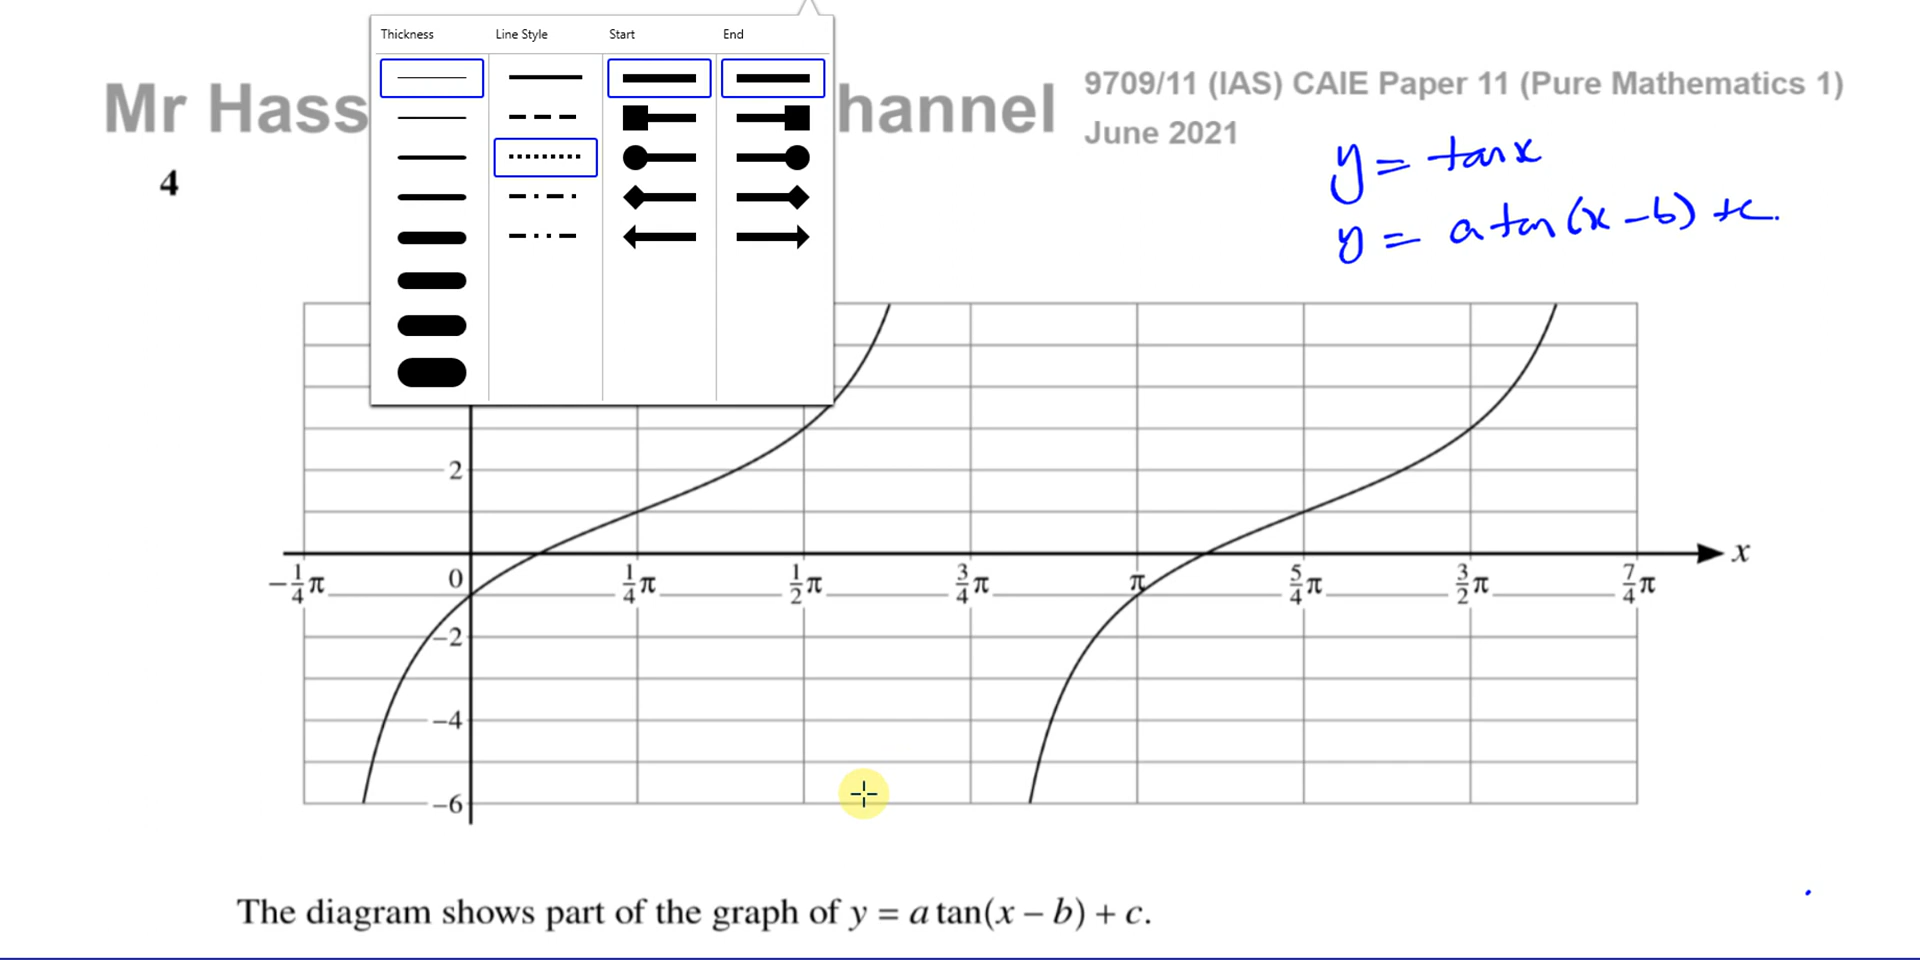 Thickness Line Style Start End
Mr Hass hannel
9709/11 (IAS) CAIE Paper 11 (Pure Mathematics 1)
June 2021
y = tanx
4
y = a tan(x - b) + c.
2
0
x
-1/4π 1/4π 1/2π 3/4π π 5/4π 3/2π 7/4π
-2
-4
-6
The diagram shows part of the graph of y = a tan(x – b) + c.